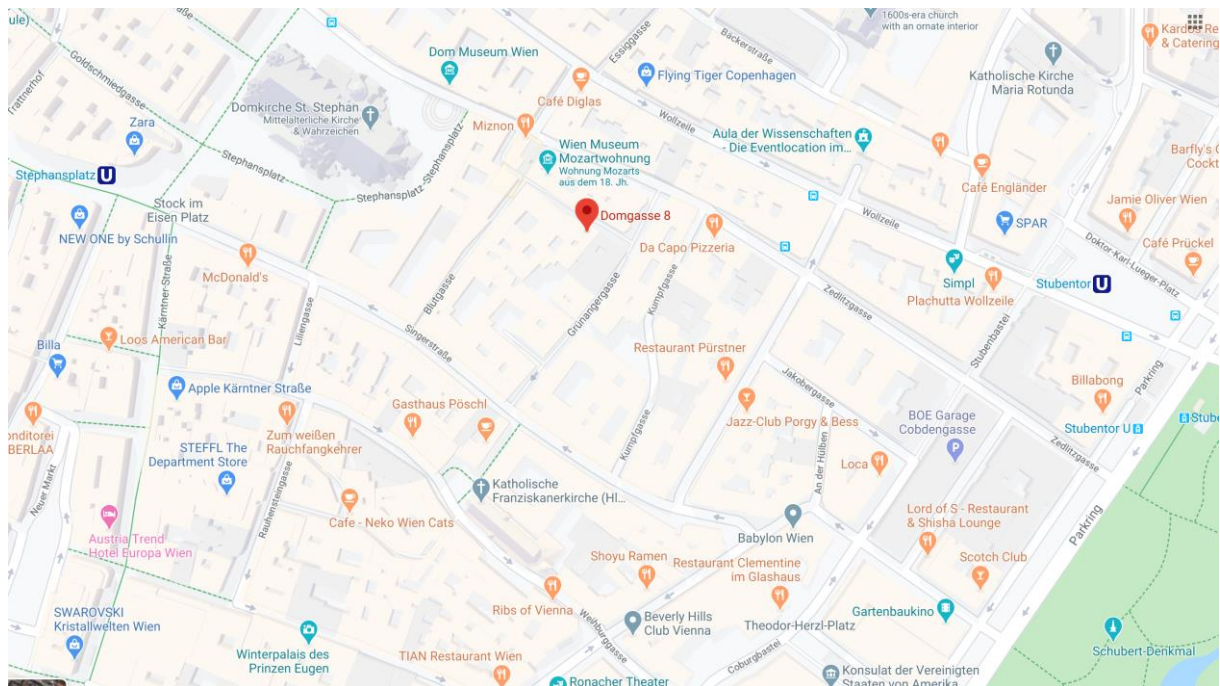 ule)
Goldschmiedgasse
Trattnerhof
Zara
Stephansplatz
U
Stephansplatz
Stock im
Eisen Platz
NEW ONE by Schullin
Dom Museum Wien
Domkirche St. Stephan
Mittelalterliche Kirche
& Wahrzeichen
Stephansplatz
Stephansplatz-Stephansplatz
Essiggasse
Bäckerstraße
1600s-era church
with an ornate interior
Flying Tiger Copenhagen
Café Diglas
Miznon
Wollzeile
Katholische Kirche
Maria Rotunda
Kardos Re
& Catering
Wien Museum
Mozartwohnung
Wohnung Mozarts
aus dem 18. Jh.
Aula der Wissenschaften
- Die Eventlocation im...
Barfly's C
Cockt
Café Engländer
Jamie Oliver Wien
Domgasse 8
Da Capo Pizzeria
Wollzeile
SPAR
Café Prückel
Doktor-Karl-Lueger-Platz
McDonald's
Kärntner Straße
Liliengasse
Blutgasse
Singerstraße
Grünangergasse
Kumpfgasse
Zedlitzgasse
Simpl
Plachutta Wollzeile
Stubentor
U
Stubenbastei
Billa
Loos American Bar
Apple Kärntner Straße
Restaurant Pürstner
Jakobergasse
Billabong
Parkring
onditorei
BERLAA
Gasthaus Pöschl
Zum weißen
Rauchfangkehrer
Jazz-Club Porgy & Bess
BOE Garage
Cobdengasse
P
Stubentor U
Stube
STEFFL The
Department Store
Kumpfgasse
An der Hülben
Loca
Zedlitzgasse
Neuer Markt
Rauhensteingasse
Katholische
Franziskanerkirche (HI...
Cafe - Neko Wien Cats
Austria Trend
Hotel Europa Wien
Babylon Wien
Lord of S - Restaurant
& Shisha Lounge
Parkring
Scotch Club
Shoyu Ramen
Restaurant Clementine
im Glashaus
Ribs of Vienna
SWAROVSKI
Kristallwelten Wien
Beverly Hills
Club Vienna
Theodor-Herzl-Platz
Gartenbaukino
Weihburggasse
Winterpalais des
Prinzen Eugen
TIAN Restaurant Wien
Coburgbastei
Schubert-Denkmal
Ronacher Theater
Konsulat der Vereinigten
Staaten von Amerika